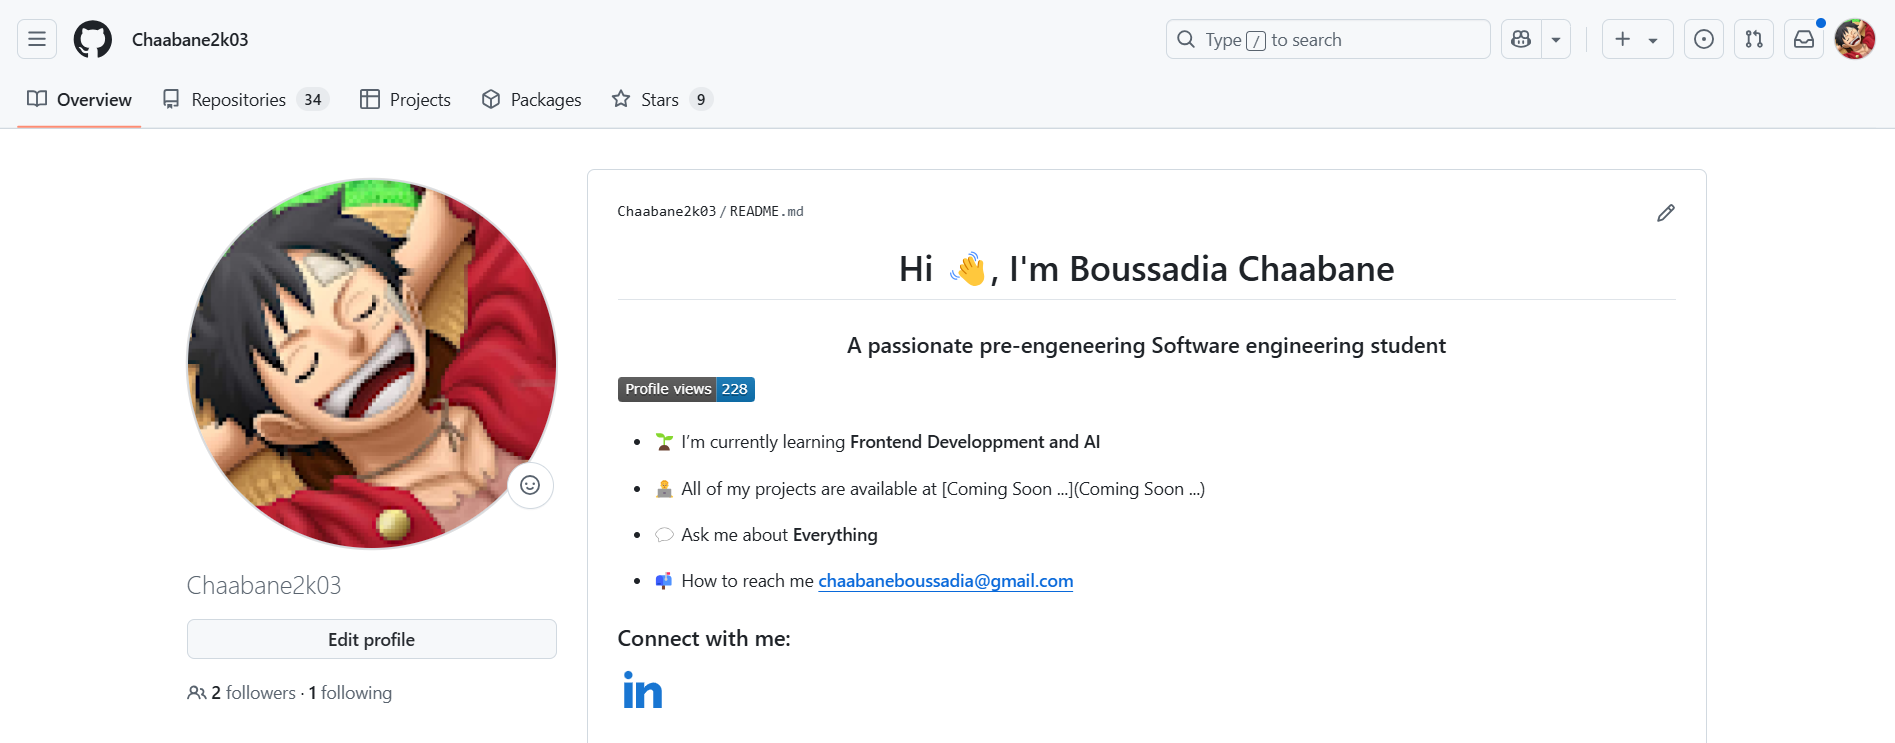 Chaabane2k03
Type / to search
Overview
Repositories 34
Projects
Packages
Stars 9
Chaabane2k03
Edit profile
2 followers · 1 following
Chaabane2k03/README.md
Hi 👋, I'm Boussadia Chaabane
A passionate pre-engeneering Software engineering student
Profile views 228
🌱 I’m currently learning Frontend Developpment and AI
👨‍💻 All of my projects are available at [Coming Soon ...](Coming Soon ...)
💬 Ask me about Everything
📫 How to reach me chaabaneboussadia@gmail.com
Connect with me:
in